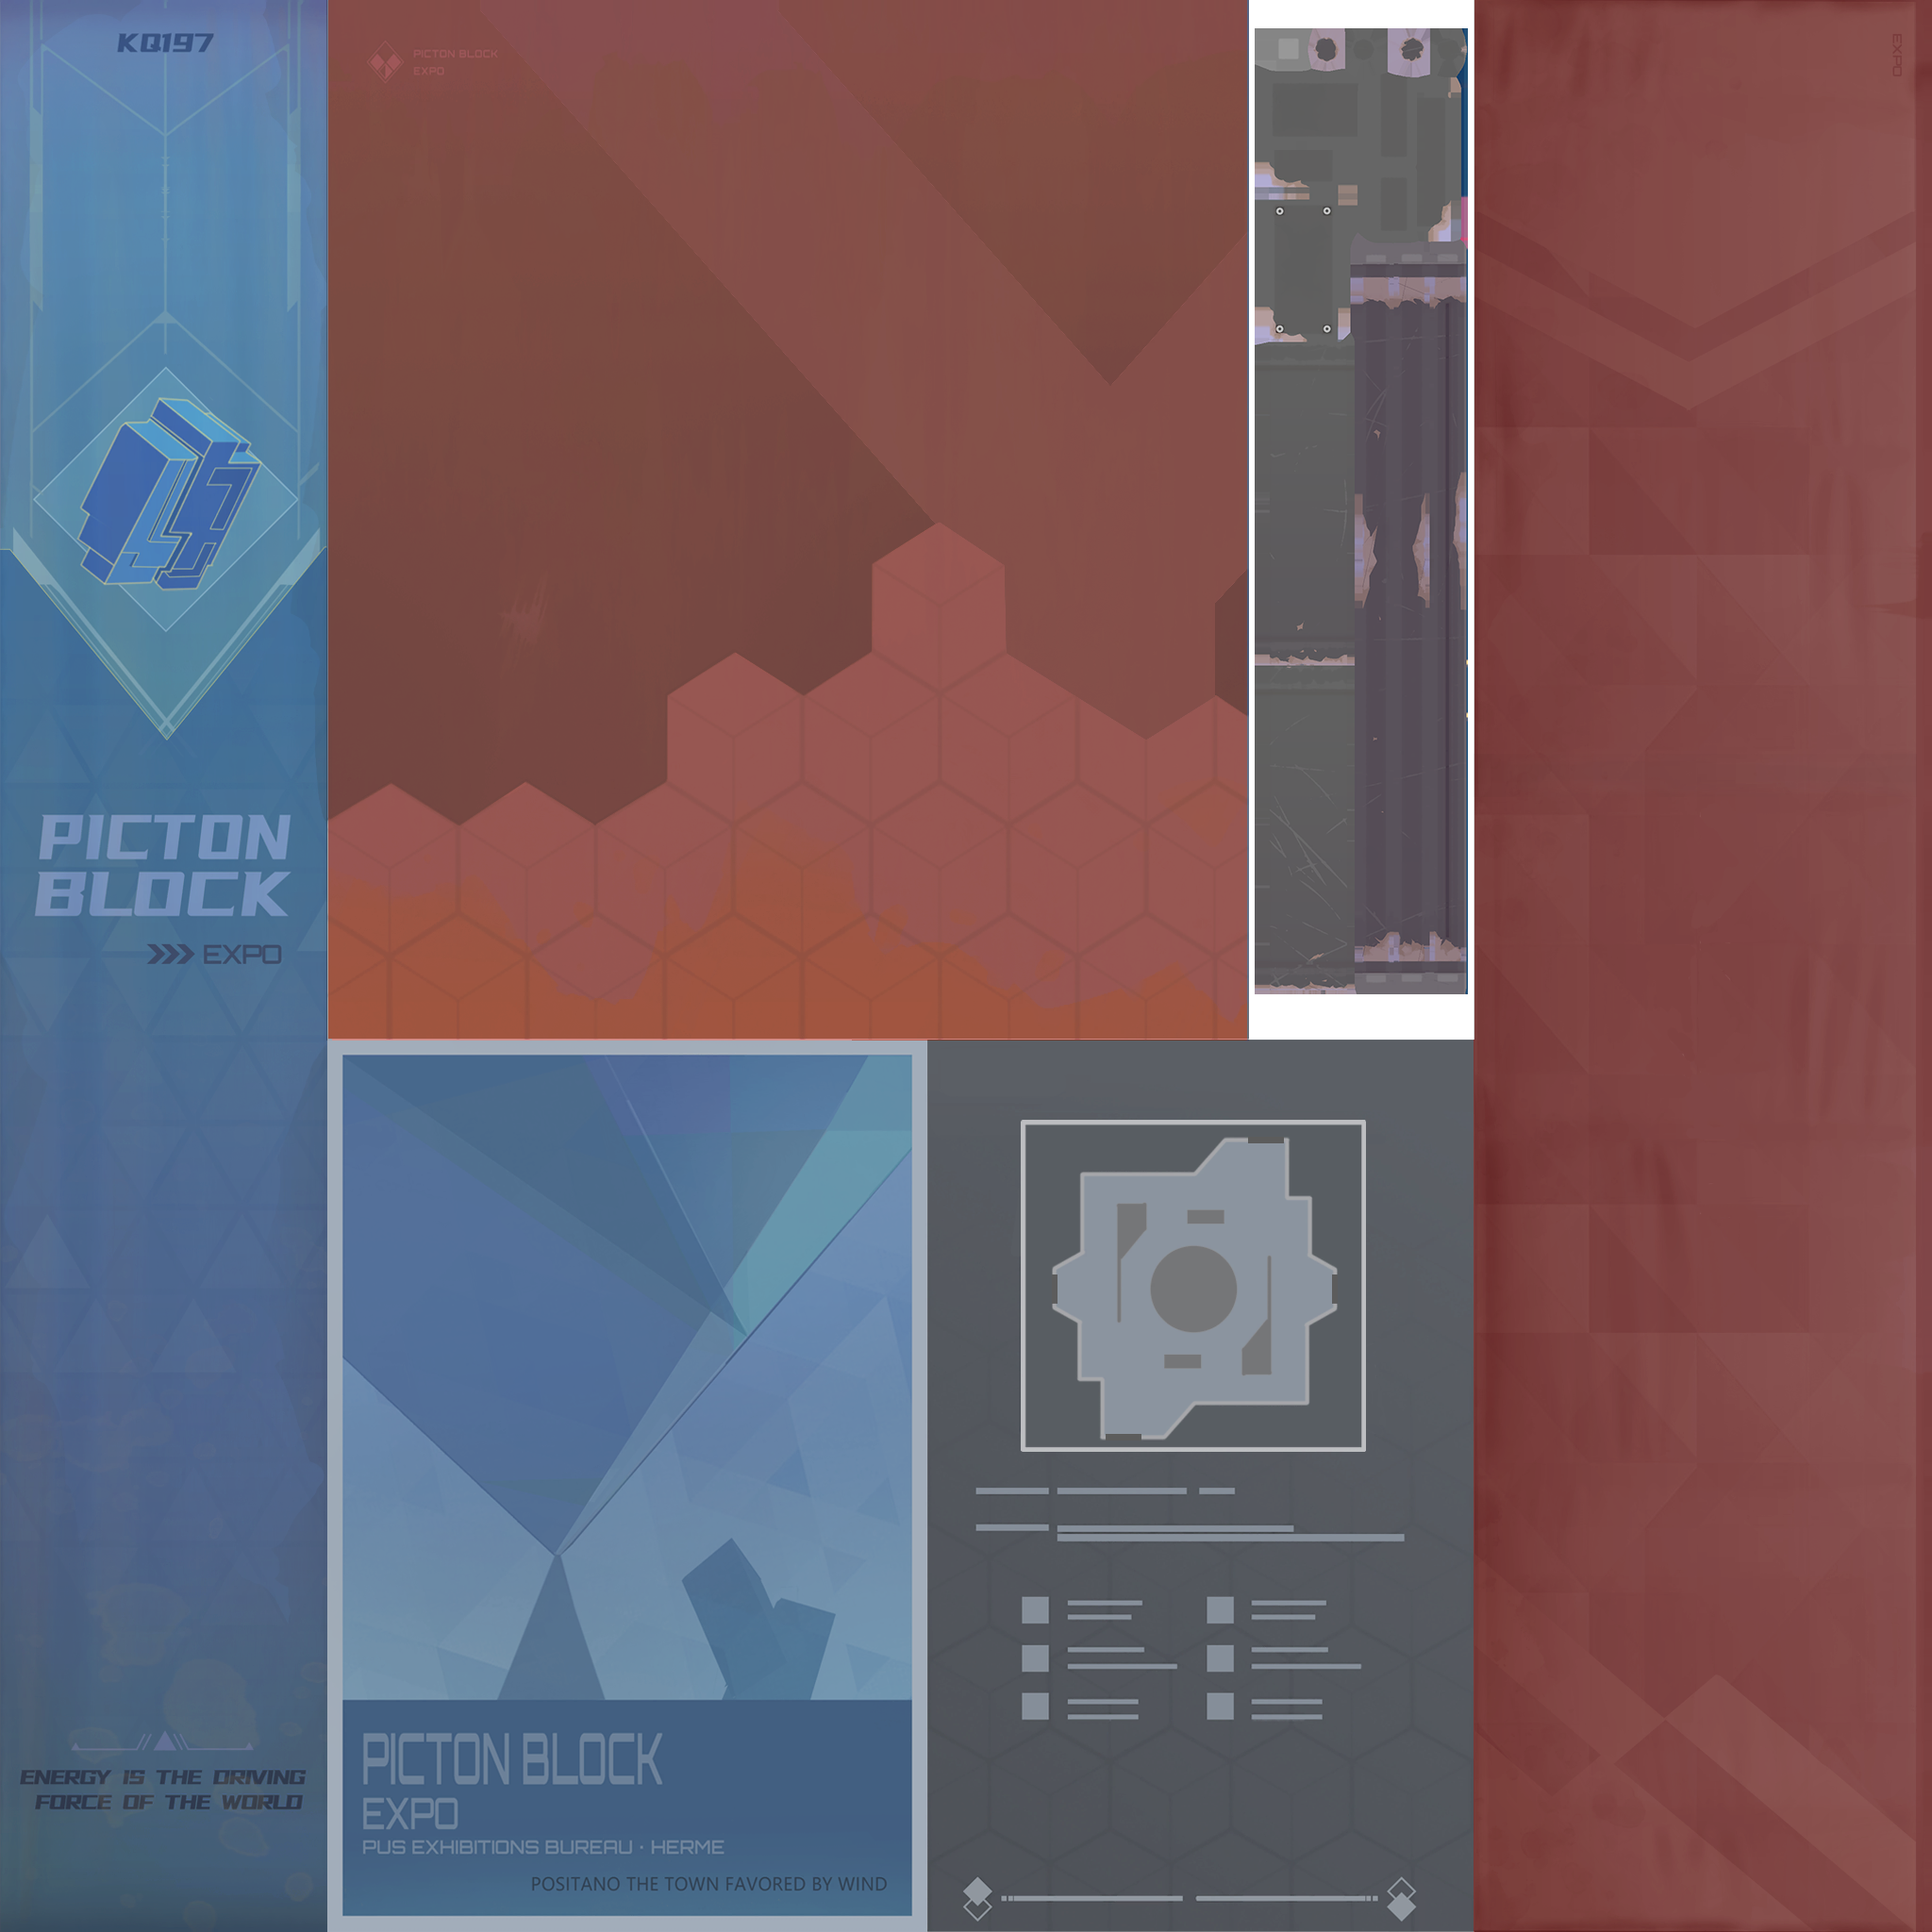 KQ197
PICTON
BLOCK
EXPO
ENERGY IS THE DRIVING
FORCE OF THE WORLD
PICTON BLOCK
EXPO
PICTON BLOCK
EXPO
PUS EXHIBITIONS BUREAU · HERME
POSITANO THE TOWN FAVORED BY WIND
EXPO